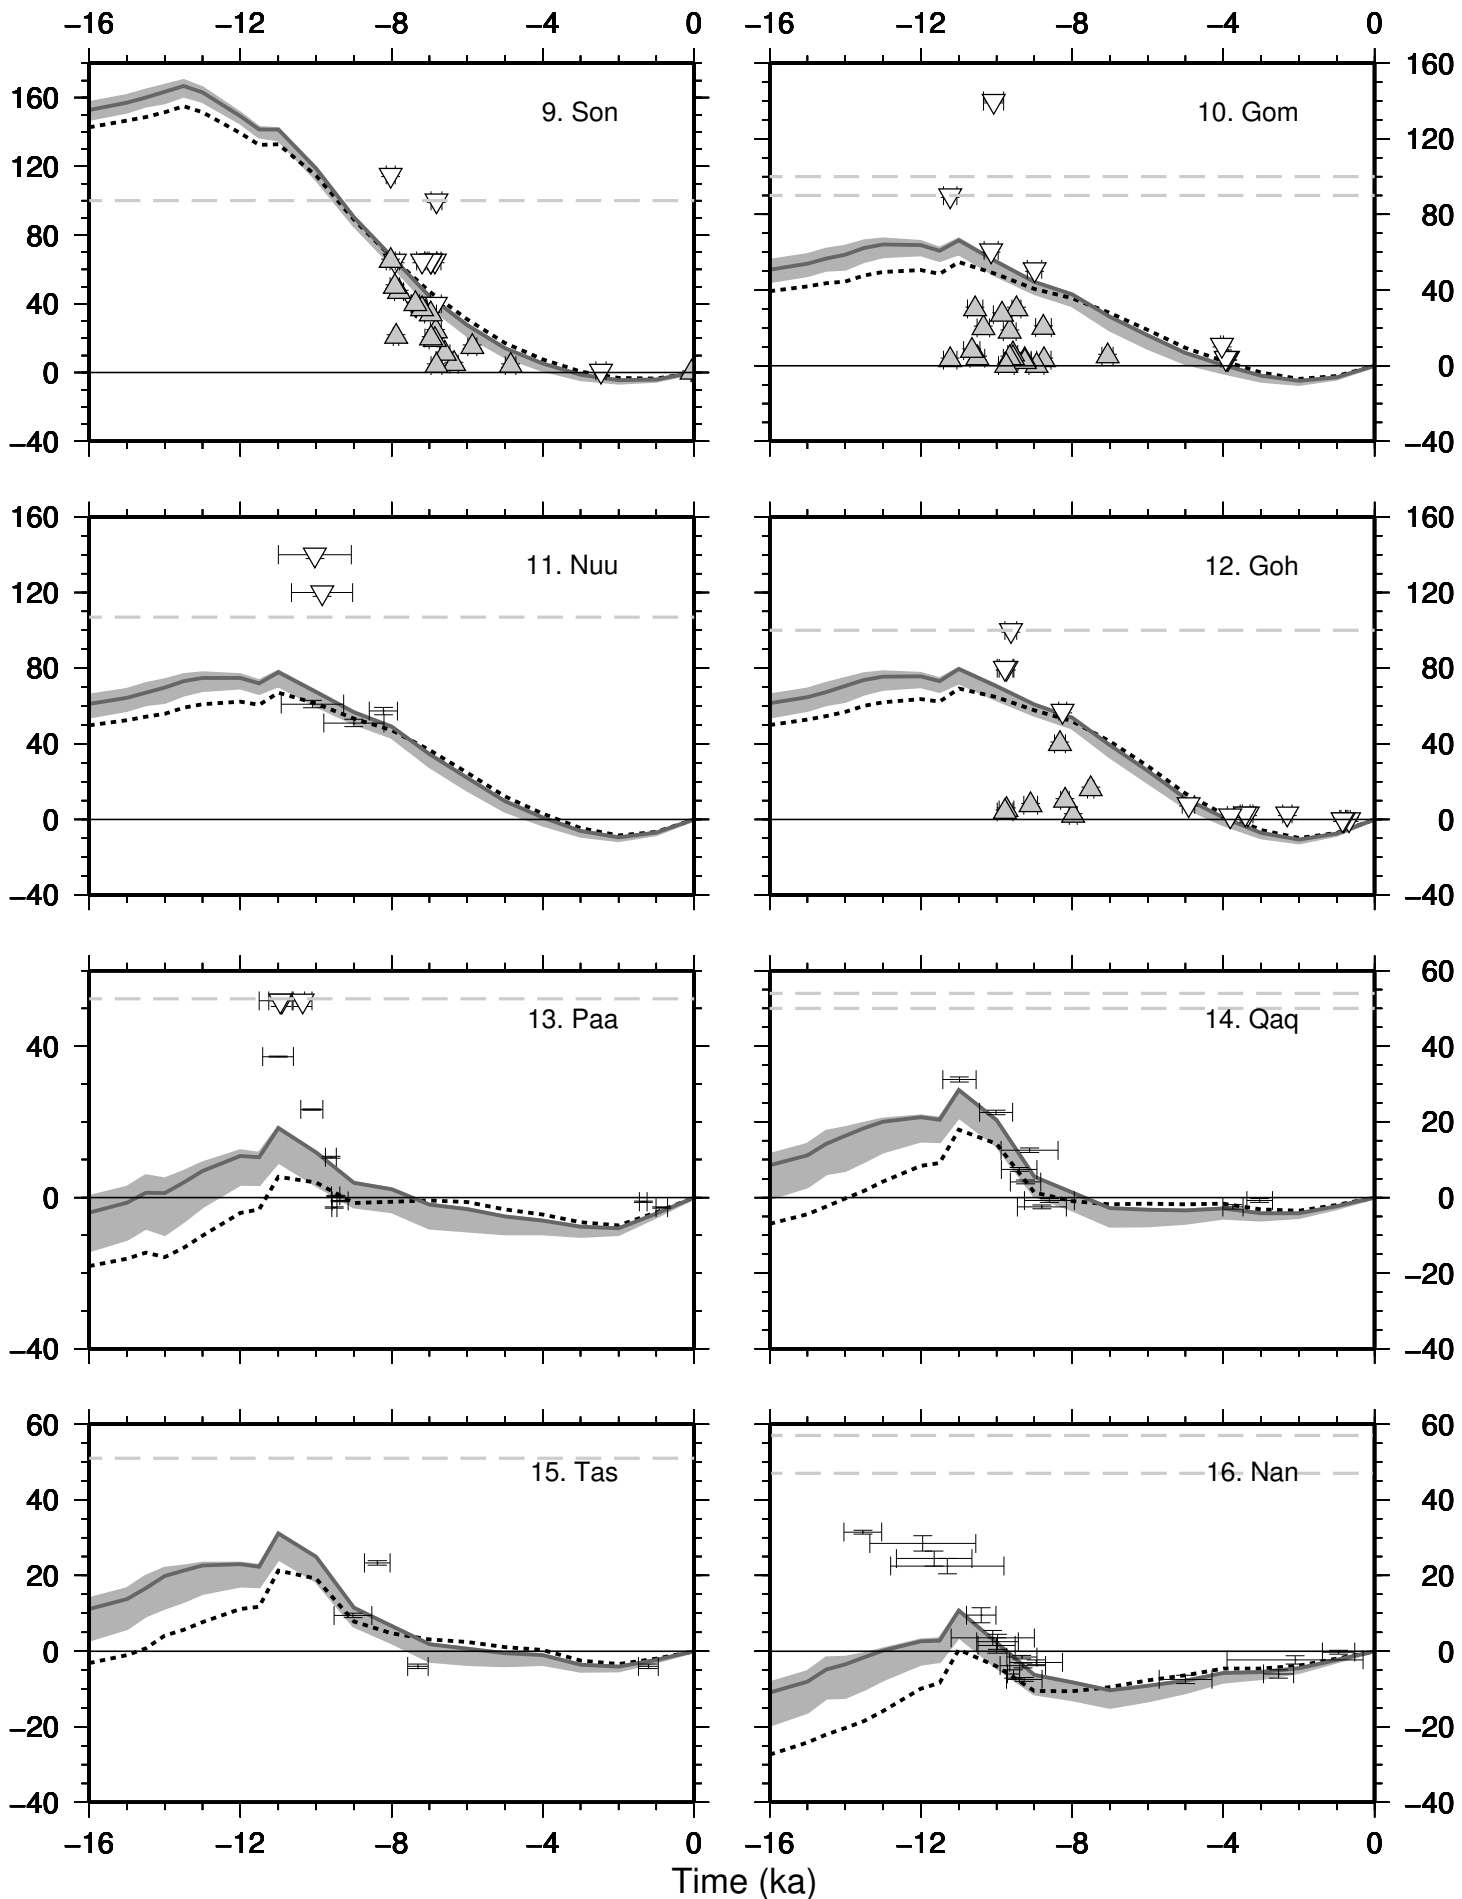 −16 −12 −8 −4 0 −16 −12 −8 −4 0
160 120 80 40 0 −40
9. Son
160 120 80 40 0 −40
10. Gom
160 120 80 40 0 −40
11. Nuu
160 120 80 40 0 −40
12. Goh
40 0 −40
13. Paa
60 40 20 0 −20 −40
14. Qaq
60 40 20 0 −20 −40
15. Tas
60 40 20 0 −20 −40
16. Nan
−16 −12 −8 −4 0 −16 −12 −8 −4 0
Time (ka)